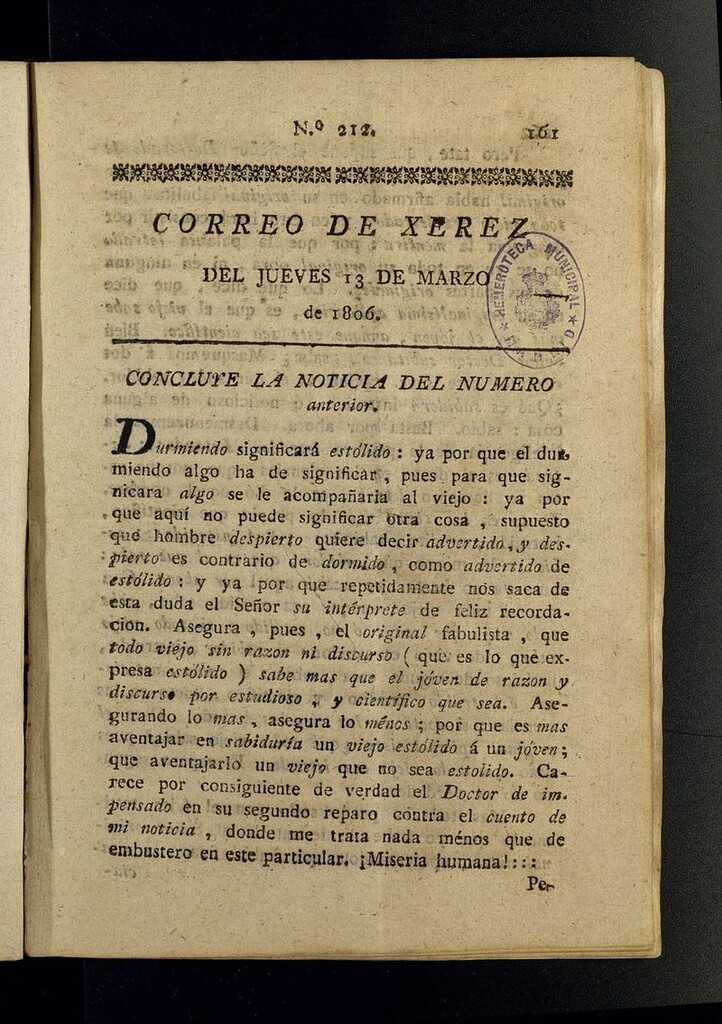 N.º 212. 161
CORREO DE XEREZ
DEL JUEVES 13 DE MARZO
de 1806.
HEMEROTECA MUNICIPAL
CONCLUYE LA NOTICIA DEL NUMERO
anterior.
Durmiendo significará estólido : ya por que el dur-
miendo algo ha de significar , pues para que sig-
nicara algo se le acompañaria al viejo : ya por
que aquí no puede significar otra cosa , supuesto
que hombre despierto quiere decir advertido, y des-
pierto es contrario de dormido , como advertido de
estólido : y ya por que repetidamente nos saca de
esta duda el Señor su intérprete de feliz recorda-
cion. Asegura , pues , el original fabulista , que
todo viejo sin razon ni discurso ( que es lo que ex-
presa estólido ) sabe mas que el jóven de razon y
discurso por estudioso , y científico que sea. Ase-
gurando lo mas , asegura lo ménos ; por que es mas
aventajar en sabiduría un viejo estólido á un jóven ;
que aventajarlo un viejo que no sea estolido. Ca-
rece por consiguiente de verdad el Doctor de im-
pensado en su segundo reparo contra el cuento de
mi noticia , donde me trata nada ménos que de
embustero en este particular. ¡Miseria humana! : : :
Pe-